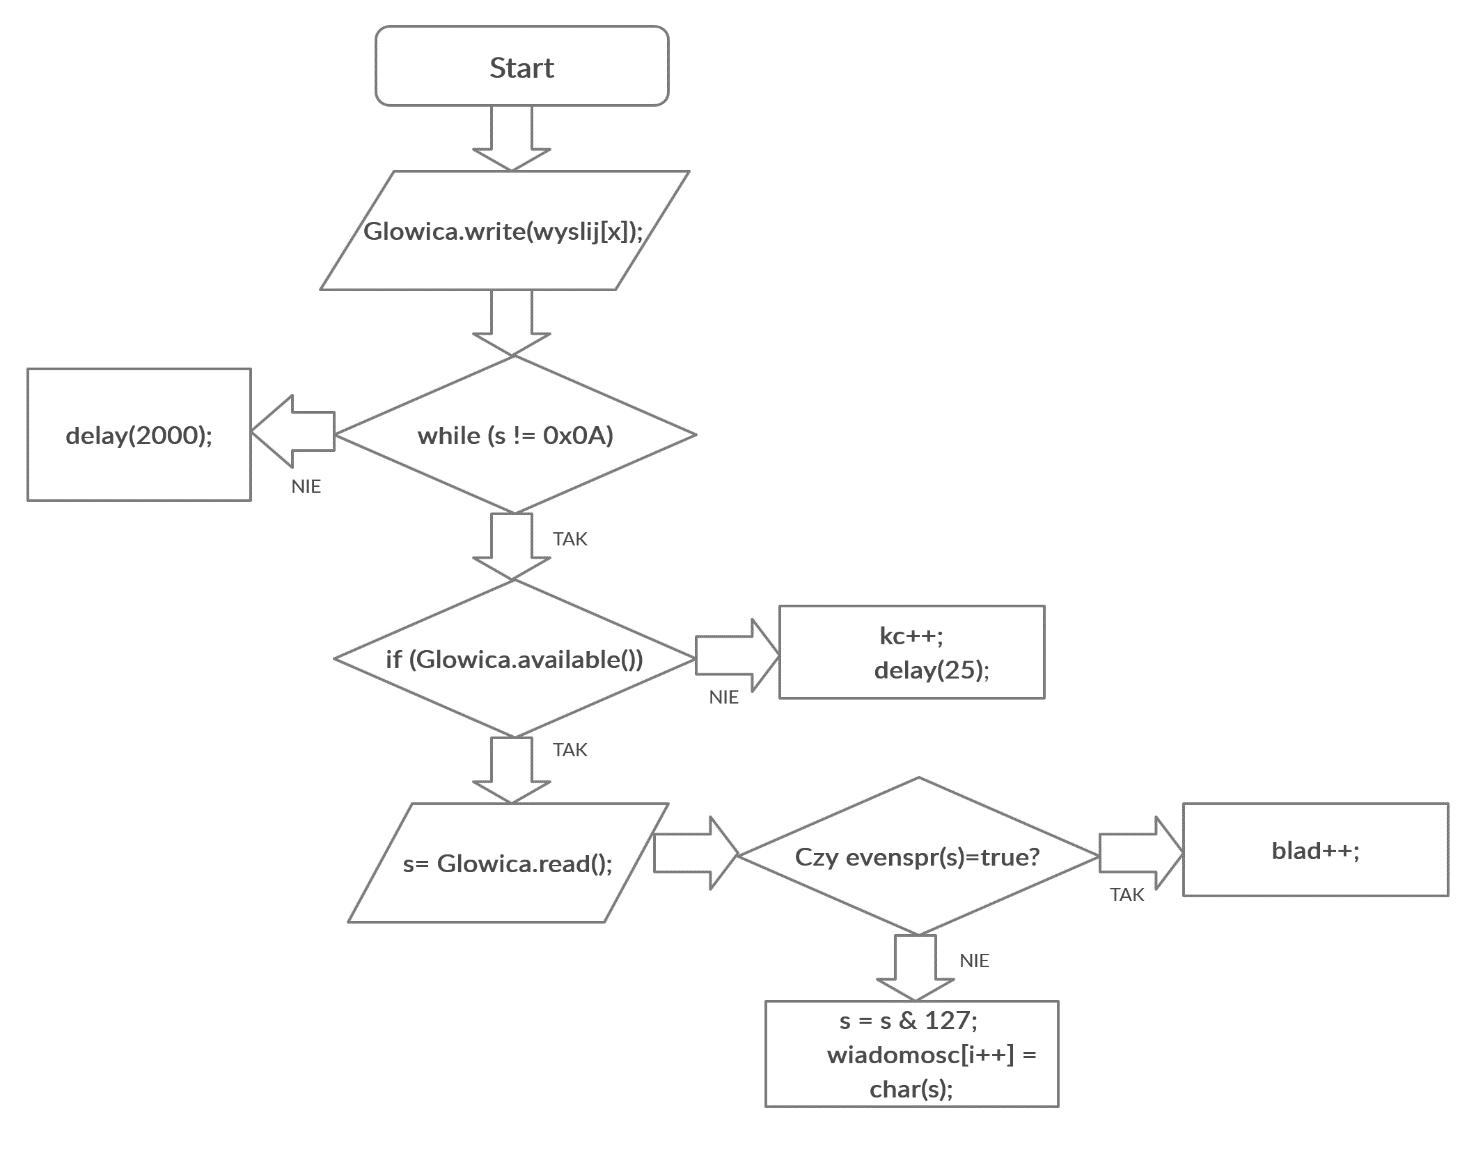 Start
Glowica.write(wyslij[x]);
while (s != 0x0A)
delay(2000);
NIE
TAK
if (Glowica.available())
kc++;
delay(25);
NIE
TAK
s= Glowica.read();
Czy evenspr(s)=true?
blad++;
TAK
NIE
s = s & 127;
wiadomosc[i++] =
char(s);